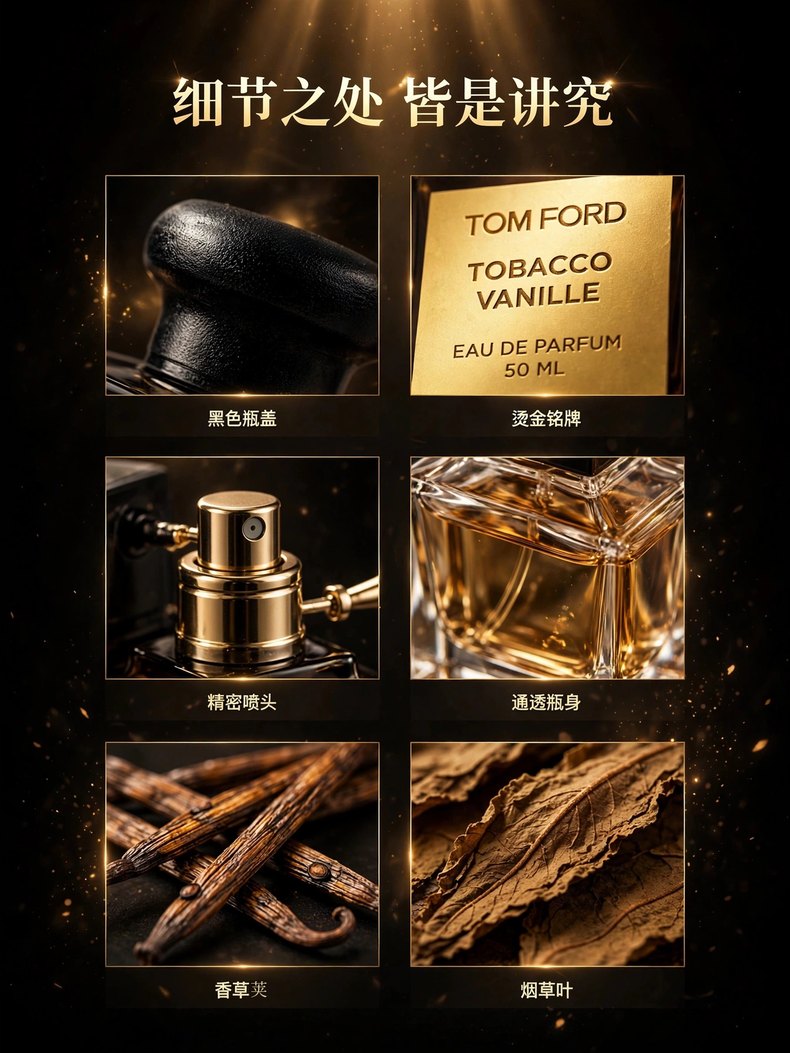 细节之处 皆是讲究
TOM FORD
TOBACCO
VANILLE
EAU DE PARFUM
50 ML
黑色瓶盖
烫金铭牌
精密喷头
通透瓶身
香草荚
烟草叶